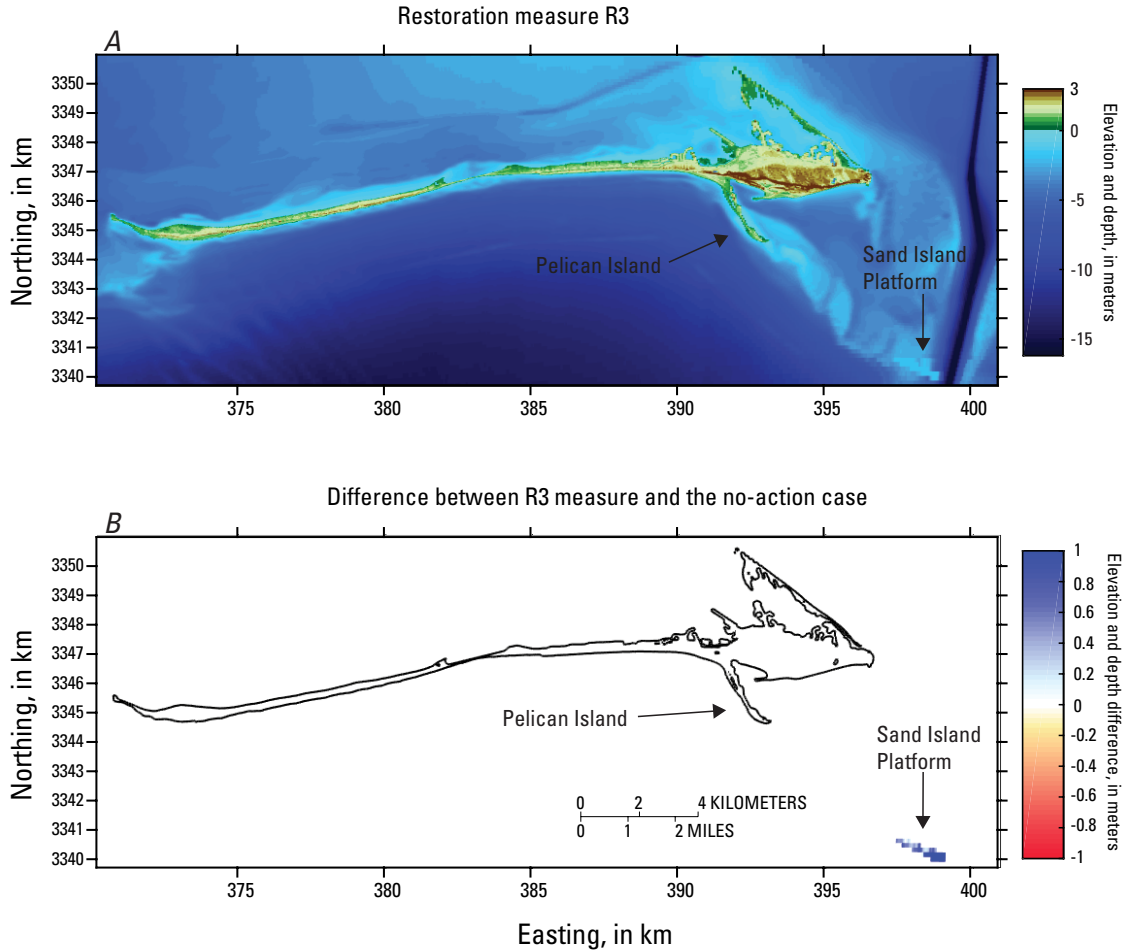 Restoration measure R3
A
3350
3349
3348
3347
3346
3345
3344
3343
3342
3341
3340
Northing, in km
Pelican Island
Sand Island
Platform
375
380
385
390
395
400
3
0
-5
-10
-15
Elevation and depth, in meters
Difference between R3 measure and the no-action case
B
3350
3349
3348
3347
3346
3345
3344
3343
3342
3341
3340
Northing, in km
Pelican Island
Sand Island
Platform
0 2 4 KILOMETERS
0 1 2 MILES
375
380
385
390
395
400
Easting, in km
1
0.8
0.6
0.4
0.2
0
-0.2
-0.4
-0.6
-0.8
-1
Elevation and depth difference, in meters